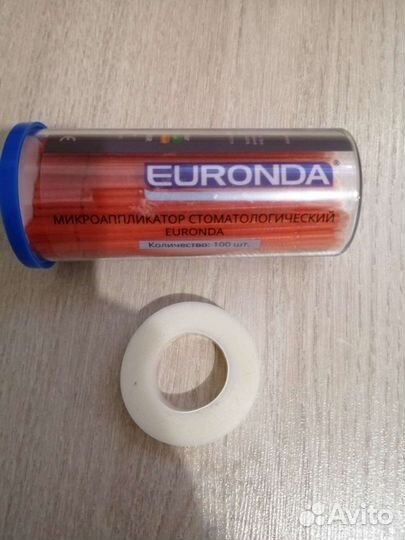 EURONDA®
МИКРОАППЛИКАТОР СТОМАТОЛОГИЧЕСКИЙ
EURONDA
Количество: 100 шт.
Avito